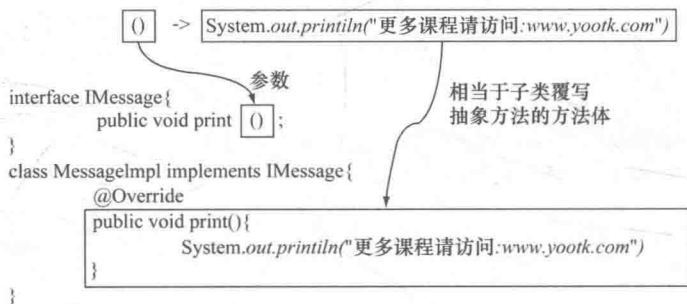 () -> System.out.printiln("更多课程请访问:www.yootk.com")
参数
相当于子类覆写
抽象方法的方法体
interface IMessage{
public void print () ;
}
class MessageImpl implements IMessage{
@Override
public void print(){
System.out.printiln("更多课程请访问:www.yootk.com")
}
}